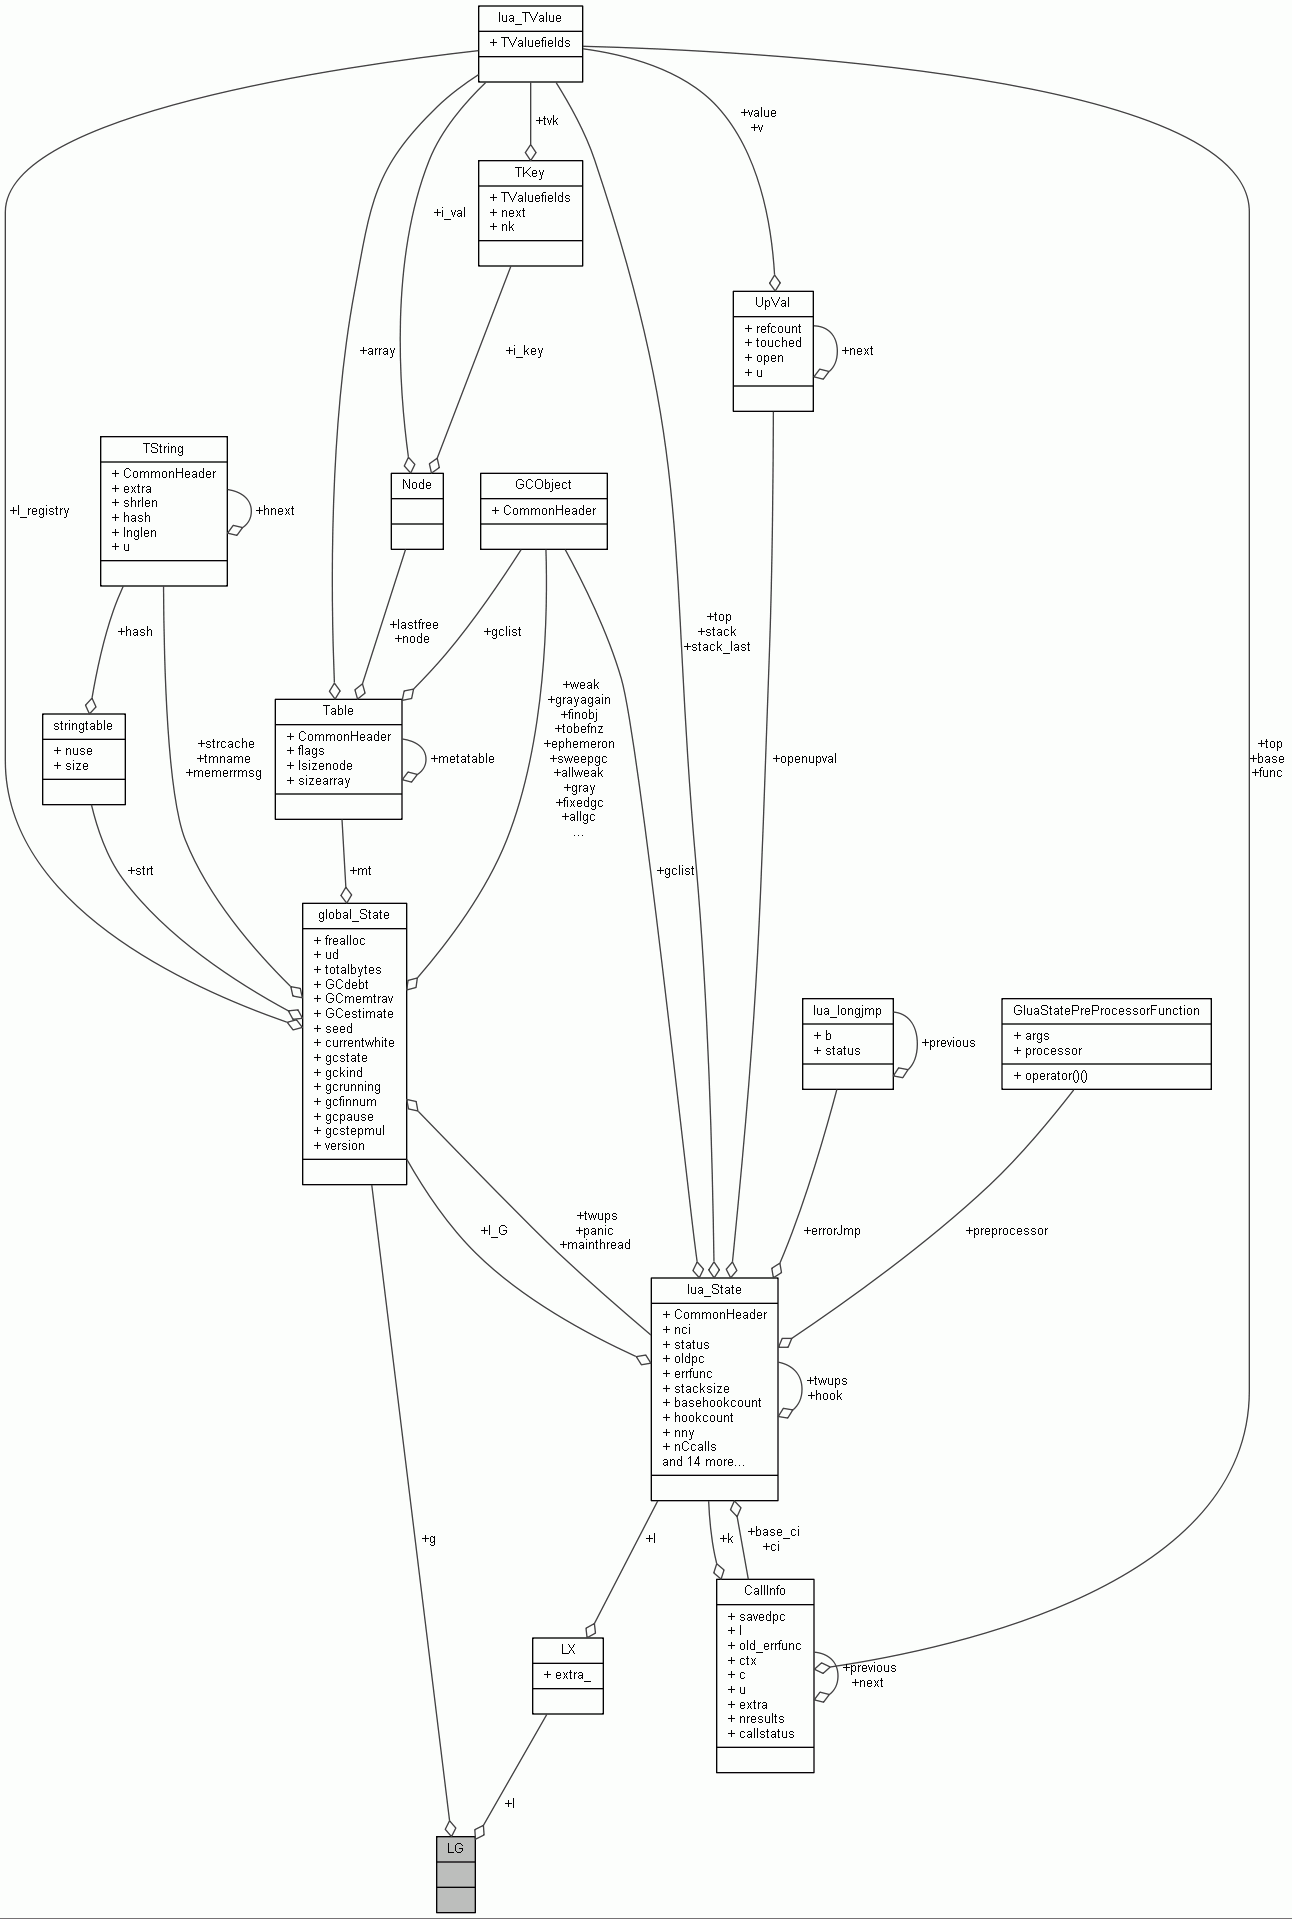 lua_TValue
+ TValuefields
+tvk
+value
+v
TKey
+ TValuefields
+ next
+ nk
+i_val
UpVal
+ refcount
+ touched
+ open
+ u
+next
+array
+i_key
TString
+ CommonHeader
+ extra
+ shrlen
+ hash
+ lnglen
+ u
+hnext
+l_registry
Node
GCObject
+ CommonHeader
+hash
+lastfree
+node
+gclist
+top
+stack
+stack_last
+weak
+grayagain
+finobj
+tobefnz
+ephemeron
+sweepgc
+allweak
+gray
+fixedgc
+allgc
...
stringtable
+ nuse
+ size
+strcache
+tmname
+memerrmsg
Table
+ CommonHeader
+ flags
+ lsizenode
+ sizearray
+metatable
+openupval
+top
+base
+func
+strt
+mt
+gclist
global_State
+ frealloc
+ ud
+ totalbytes
+ GCdebt
+ GCmemtrav
+ GCestimate
+ seed
+ currentwhite
+ gcstate
+ gckind
+ gcrunning
+ gcfinnum
+ gcpause
+ gcstepmul
+ version
lua_longjmp
+ b
+ status
+previous
GluaStatePreProcessorFunction
+ args
+ processor
+ operator()()
+l_G
+twups
+panic
+mainthread
+errorJmp
+preprocessor
lua_State
+ CommonHeader
+ nci
+ status
+ oldpc
+ errfunc
+ stacksize
+ basehookcount
+ hookcount
+ nny
+ nCcalls
and 14 more...
+twups
+hook
+g
+l
+k
+base_ci
+ci
CallInfo
+ savedpc
+ l
+ old_errfunc
+ ctx
+ c
+ u
+ extra
+ nresults
+ callstatus
+previous
+next
LX
+ extra_
+l
LG